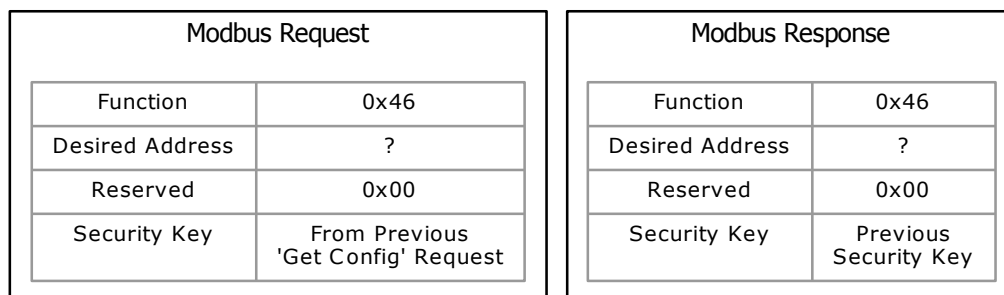 Modbus Request
Function 0x46
Desired Address ?
Reserved 0x00
Security Key From Previous
'Get Config' Request
Modbus Response
Function 0x46
Desired Address ?
Reserved 0x00
Security Key Previous
Security Key